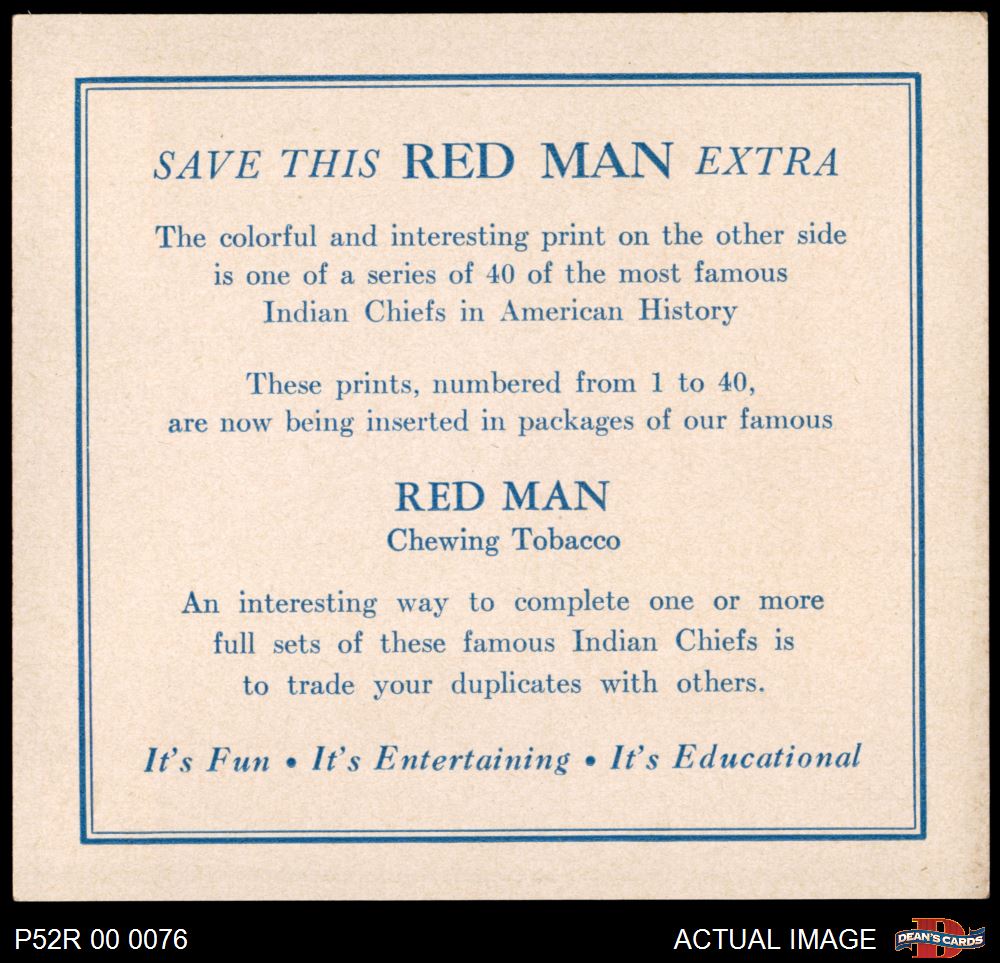 SAVE THIS RED MAN EXTRA
The colorful and interesting print on the other side
is one of a series of 40 of the most famous
Indian Chiefs in American History
These prints, numbered from 1 to 40,
are now being inserted in packages of our famous
RED MAN
Chewing Tobacco
An interesting way to complete one or more
full sets of these famous Indian Chiefs is
to trade your duplicates with others.
It's Fun • It's Entertaining • It's Educational
P52R 00 0076
ACTUAL IMAGE
D
DEAN'S CARDS